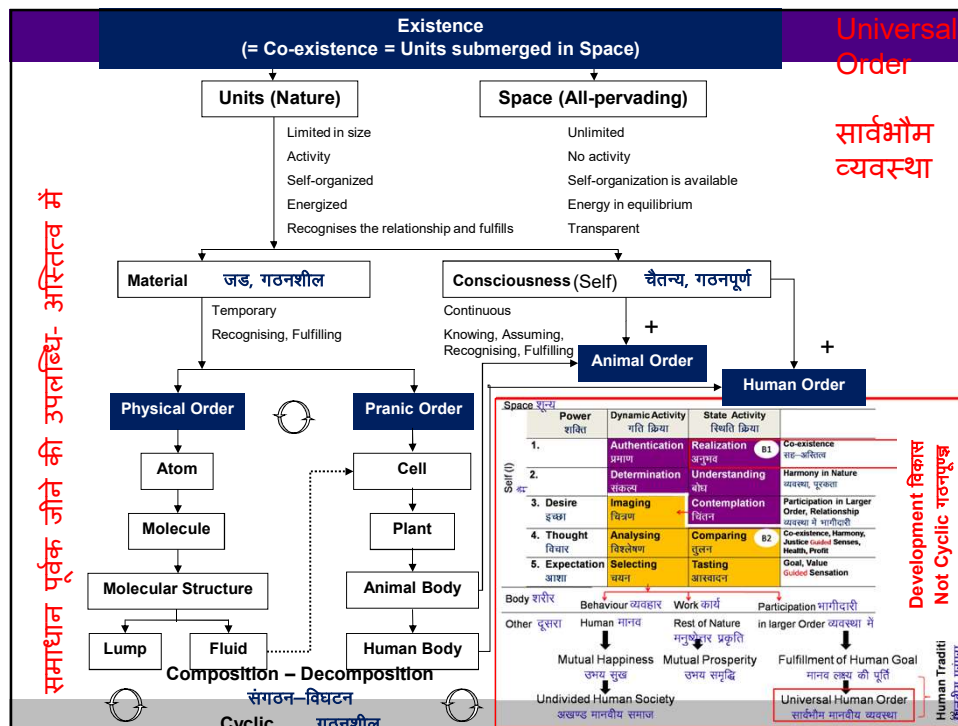 Existence
(= Co-existence = Units submerged in Space)
Universal
Order
सार्वभौम
व्यवस्था
Units (Nature)
Space (All-pervading)
Limited in size
Activity
Self-organized
Energized
Recognises the relationship and fulfills
Unlimited
No activity
Self-organization is available
Energy in equilibrium
Transparent
समाधान पूर्वक जीने की उपलब्धि- अस्तित्व में
Material जड, गठनशील
Consciousness (Self) चैतन्य, गठनपूर्ण
Temporary
Recognising, Fulfilling
Continuous
Knowing, Assuming,
Recognising, Fulfilling
+
+
Animal Order
Human Order
Physical Order
Pranic Order
Atom
Molecule
Molecular Structure
Lump
Fluid
Cell
Plant
Animal Body
Human Body
Composition – Decomposition
संगठन–विघटन
Cyclic गठनशील
Space शून्य
Power
शक्ति
Dynamic Activity
गति क्रिया
State Activity
स्थिति क्रिया
Self (I)
मैं
1.
Authentication
प्रमाण
Realization
अनुभव
B1
Co-existence
सह–अस्तित्व
2.
Determination
संकल्प
Understanding
बोध
Harmony in Nature
व्यवस्था, पूरकता
3. Desire
इच्छा
Imaging
चित्रण
Contemplation
चिंतन
Participation in Larger
Order, Relationship
व्यवस्था में भागीदारी
4. Thought
विचार
Analysing
विश्लेषण
Comparing
तुलन
B2
Co-existence, Harmony,
Justice Guided Senses,
Health, Profit
5. Expectation
आशा
Selecting
चयन
Tasting
आस्वादन
Goal, Value
Guided Sensation
Body शरीर
Behaviour व्यवहार
Work कार्य
Participation भागीदारी
Other दूसरा
Human मानव
Rest of Nature
मनुष्येत्तर प्रकृति
in larger Order व्यवस्था में
Mutual Happiness
उभय सुख
Mutual Prosperity
उभय समृद्धि
Fulfillment of Human Goal
मानव लक्ष्य की पूर्ति
Undivided Human Society
अखण्ड मानवीय समाज
Universal Human Order
सार्वभौम मानवीय व्यवस्था
Development विकास
Not Cyclic
Human Traditi